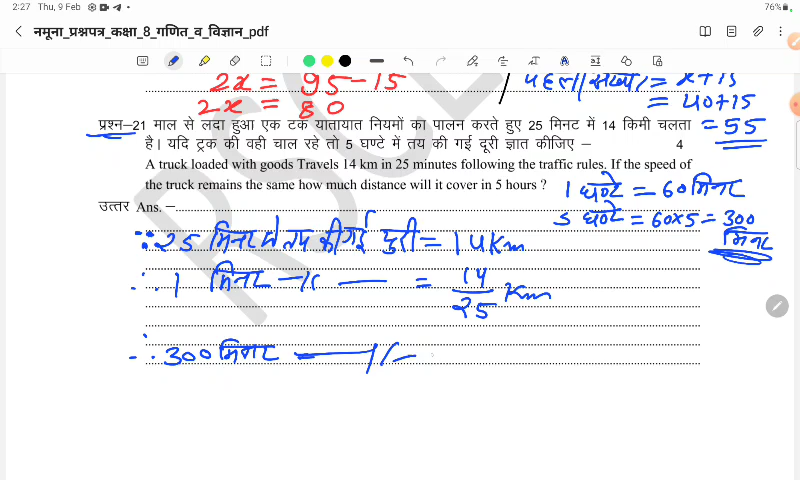 2:27 Thu, 9 Feb
76%
नमूना_प्रश्नपत्र_कक्षा_8_गणित_व_विज्ञान_pdf
2x = 95-15
2x = 80
पहली संख्या = x+15
= 40+15
= 55
प्रश्न-21 माल से लदा हुआ एक टक यातायात नियमों का पालन करते हुए 25 मिनट में 14 किमी चलता
है। यदि ट्रक की वही चाल रहे तो 5 घण्टे में तय की गई दूरी ज्ञात कीजिए – 4
A truck loaded with goods Travels 14 km in 25 minutes following the traffic rules. If the speed of
the truck remains the same how much distance will it cover in 5 hours ?
1 घण्टे = 60 मिनट
5 घण्टे = 60x5 = 300
मिनट
उत्तर Ans. –
∵ 25 मिनट में तय की गई दुरी = 14 Km
∴ 1 मिनट –//– = 14/25 Km
∴ 300 मिनट –//–